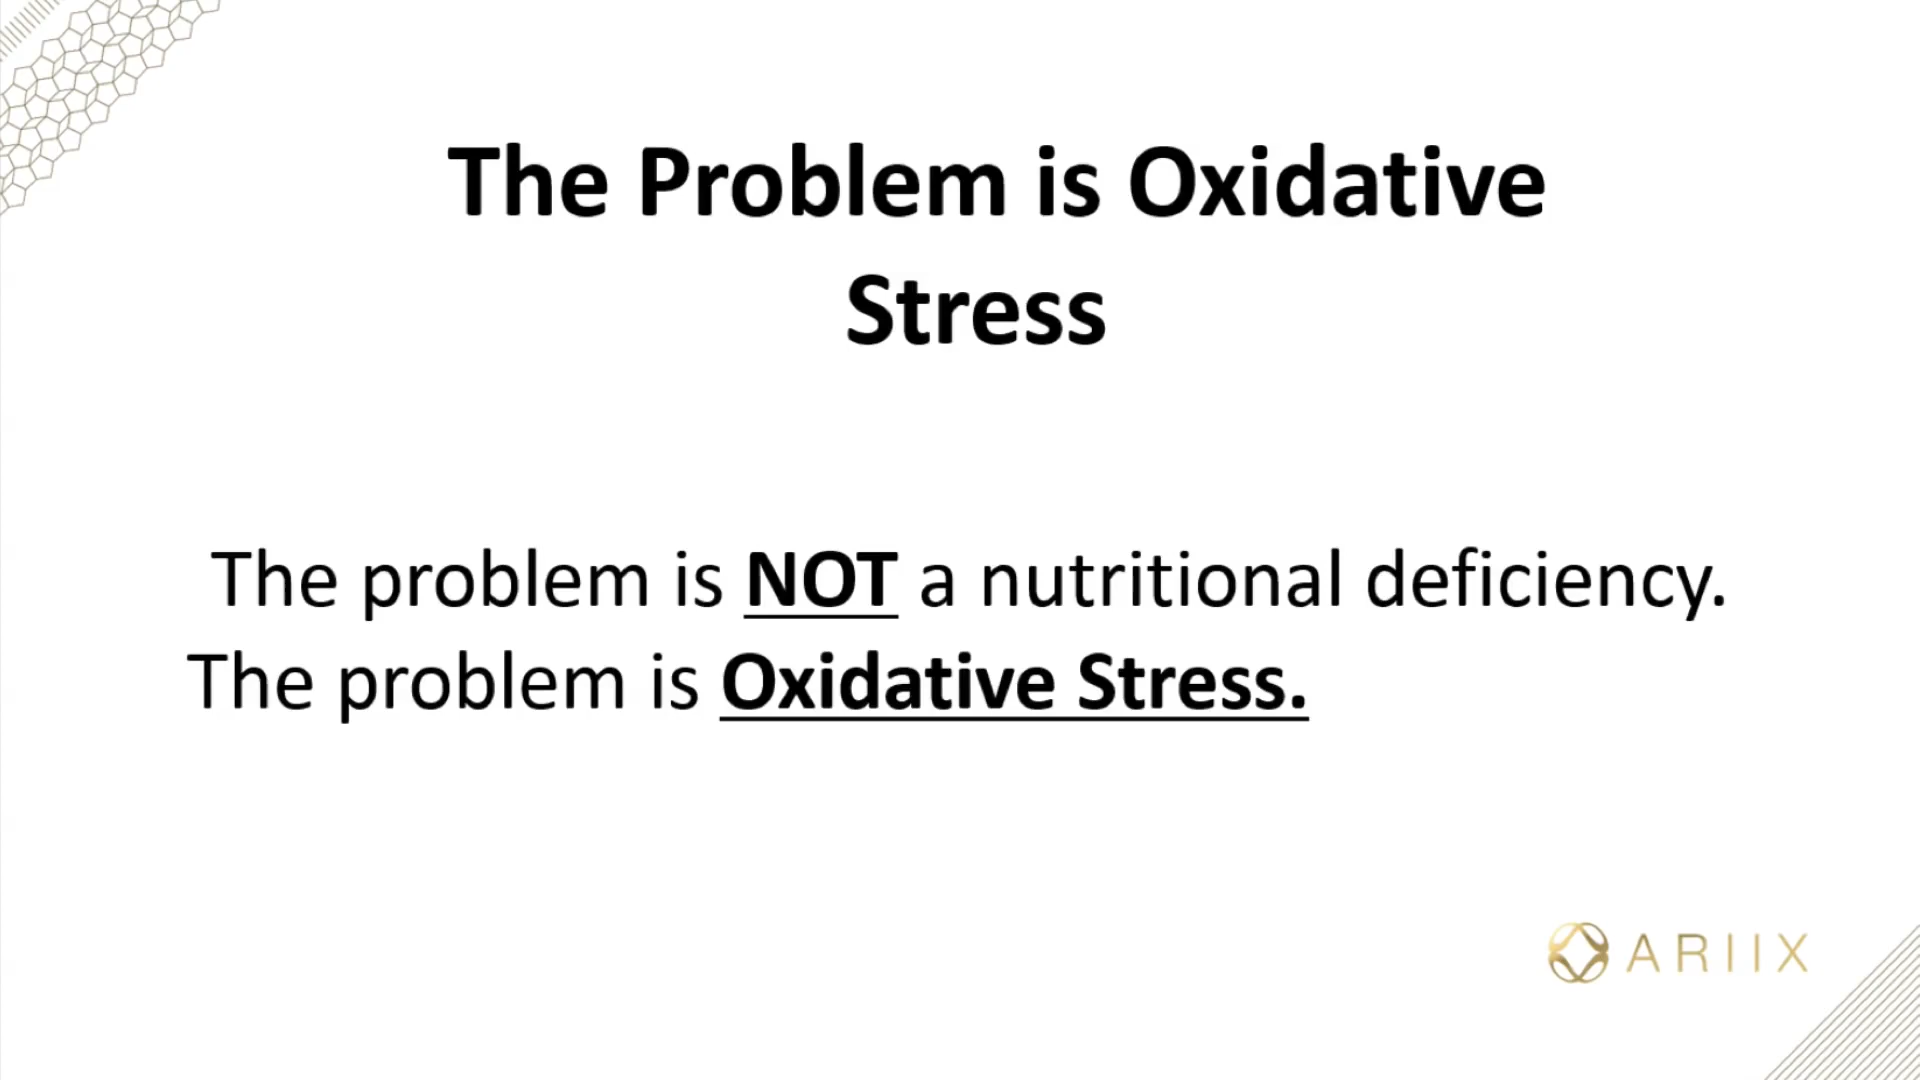 The Problem is Oxidative
Stress
The problem is NOT a nutritional deficiency.
The problem is Oxidative Stress.
ARIIX